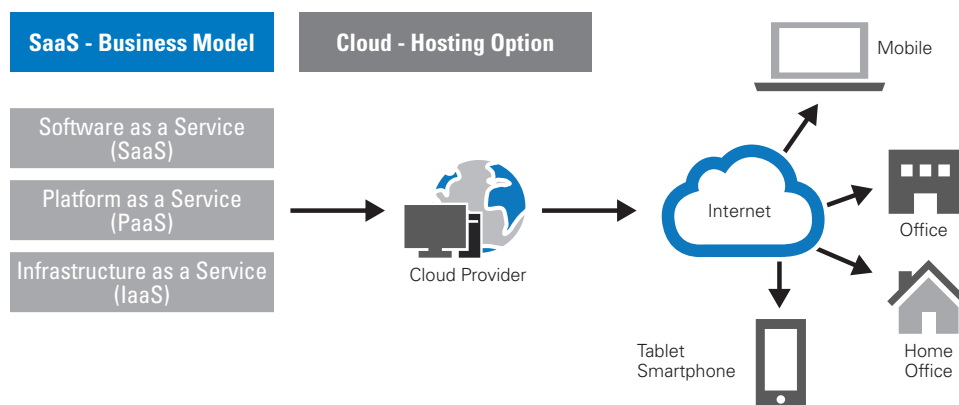 SaaS - Business Model
Cloud - Hosting Option
Mobile
Software as a Service
(SaaS)
Platform as a Service
(PaaS)
Infrastructure as a Service
(IaaS)
Cloud Provider
Internet
Office
Tablet
Smartphone
Home
Office